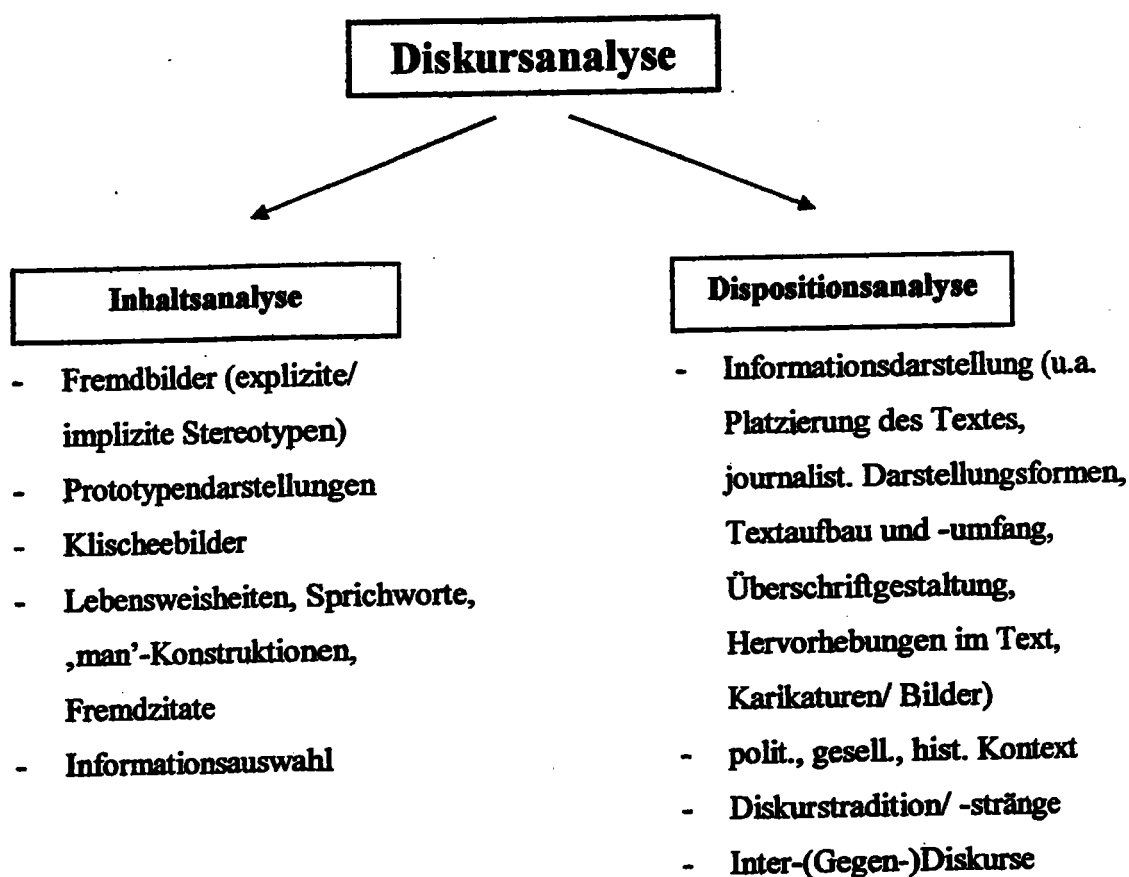 Diskursanalyse
Inhaltsanalyse
- Fremdbilder (explizite/
implizite Stereotypen)
- Prototypendarstellungen
- Klischeebilder
- Lebensweisheiten, Sprichworte,
‚man’-Konstruktionen,
Fremdzitate
- Informationsauswahl
Dispositionsanalyse
- Informationsdarstellung (u.a.
Platzierung des Textes,
journalist. Darstellungsformen,
Textaufbau und -umfang,
Überschriftgestaltung,
Hervorhebungen im Text,
Karikaturen/ Bilder)
- polit., gesell., hist. Kontext
- Diskurstradition/ -stränge
- Inter-(Gegen-)Diskurse